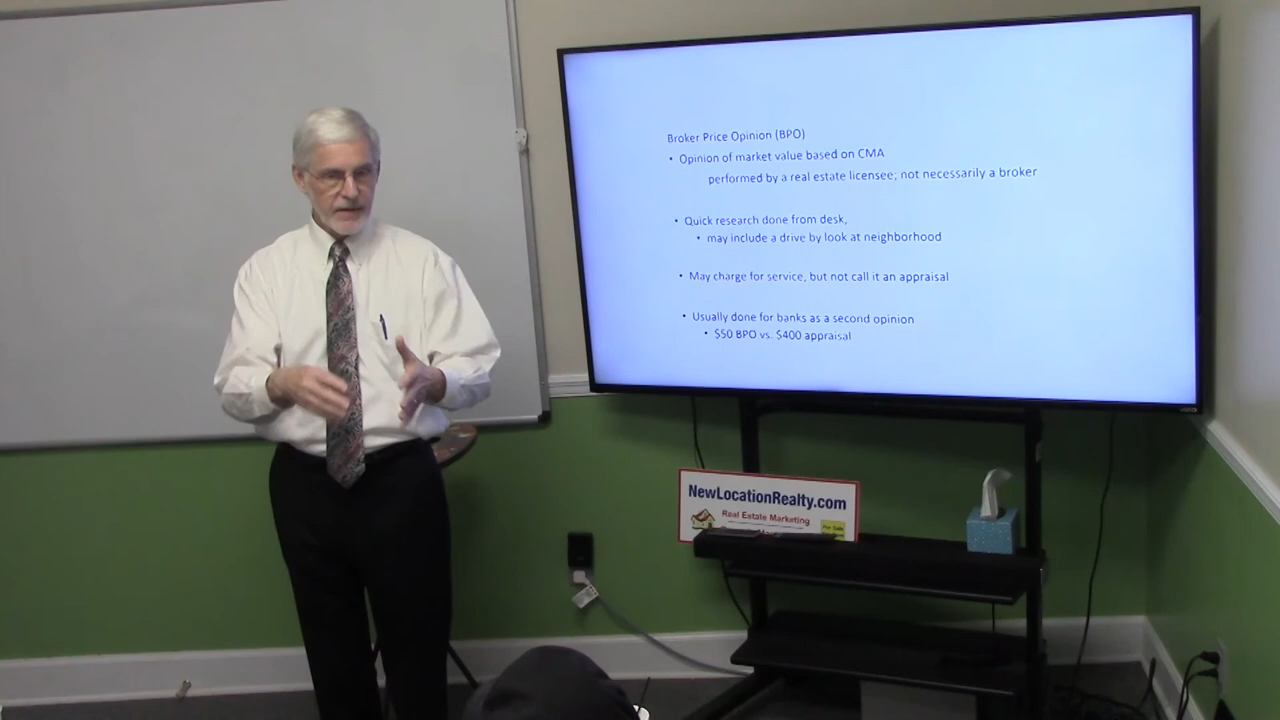 Broker Price Opinion (BPO)
• Opinion of market value based on CMA
performed by a real estate licensee; not necessarily a broker
• Quick research done from desk,
• may include a drive by look at neighborhood
• May charge for service, but not call it an appraisal
• Usually done for banks as a second opinion
• $50 BPO vs. $400 appraisal
NewLocationRealty.com
Real Estate Marketing
For Sale